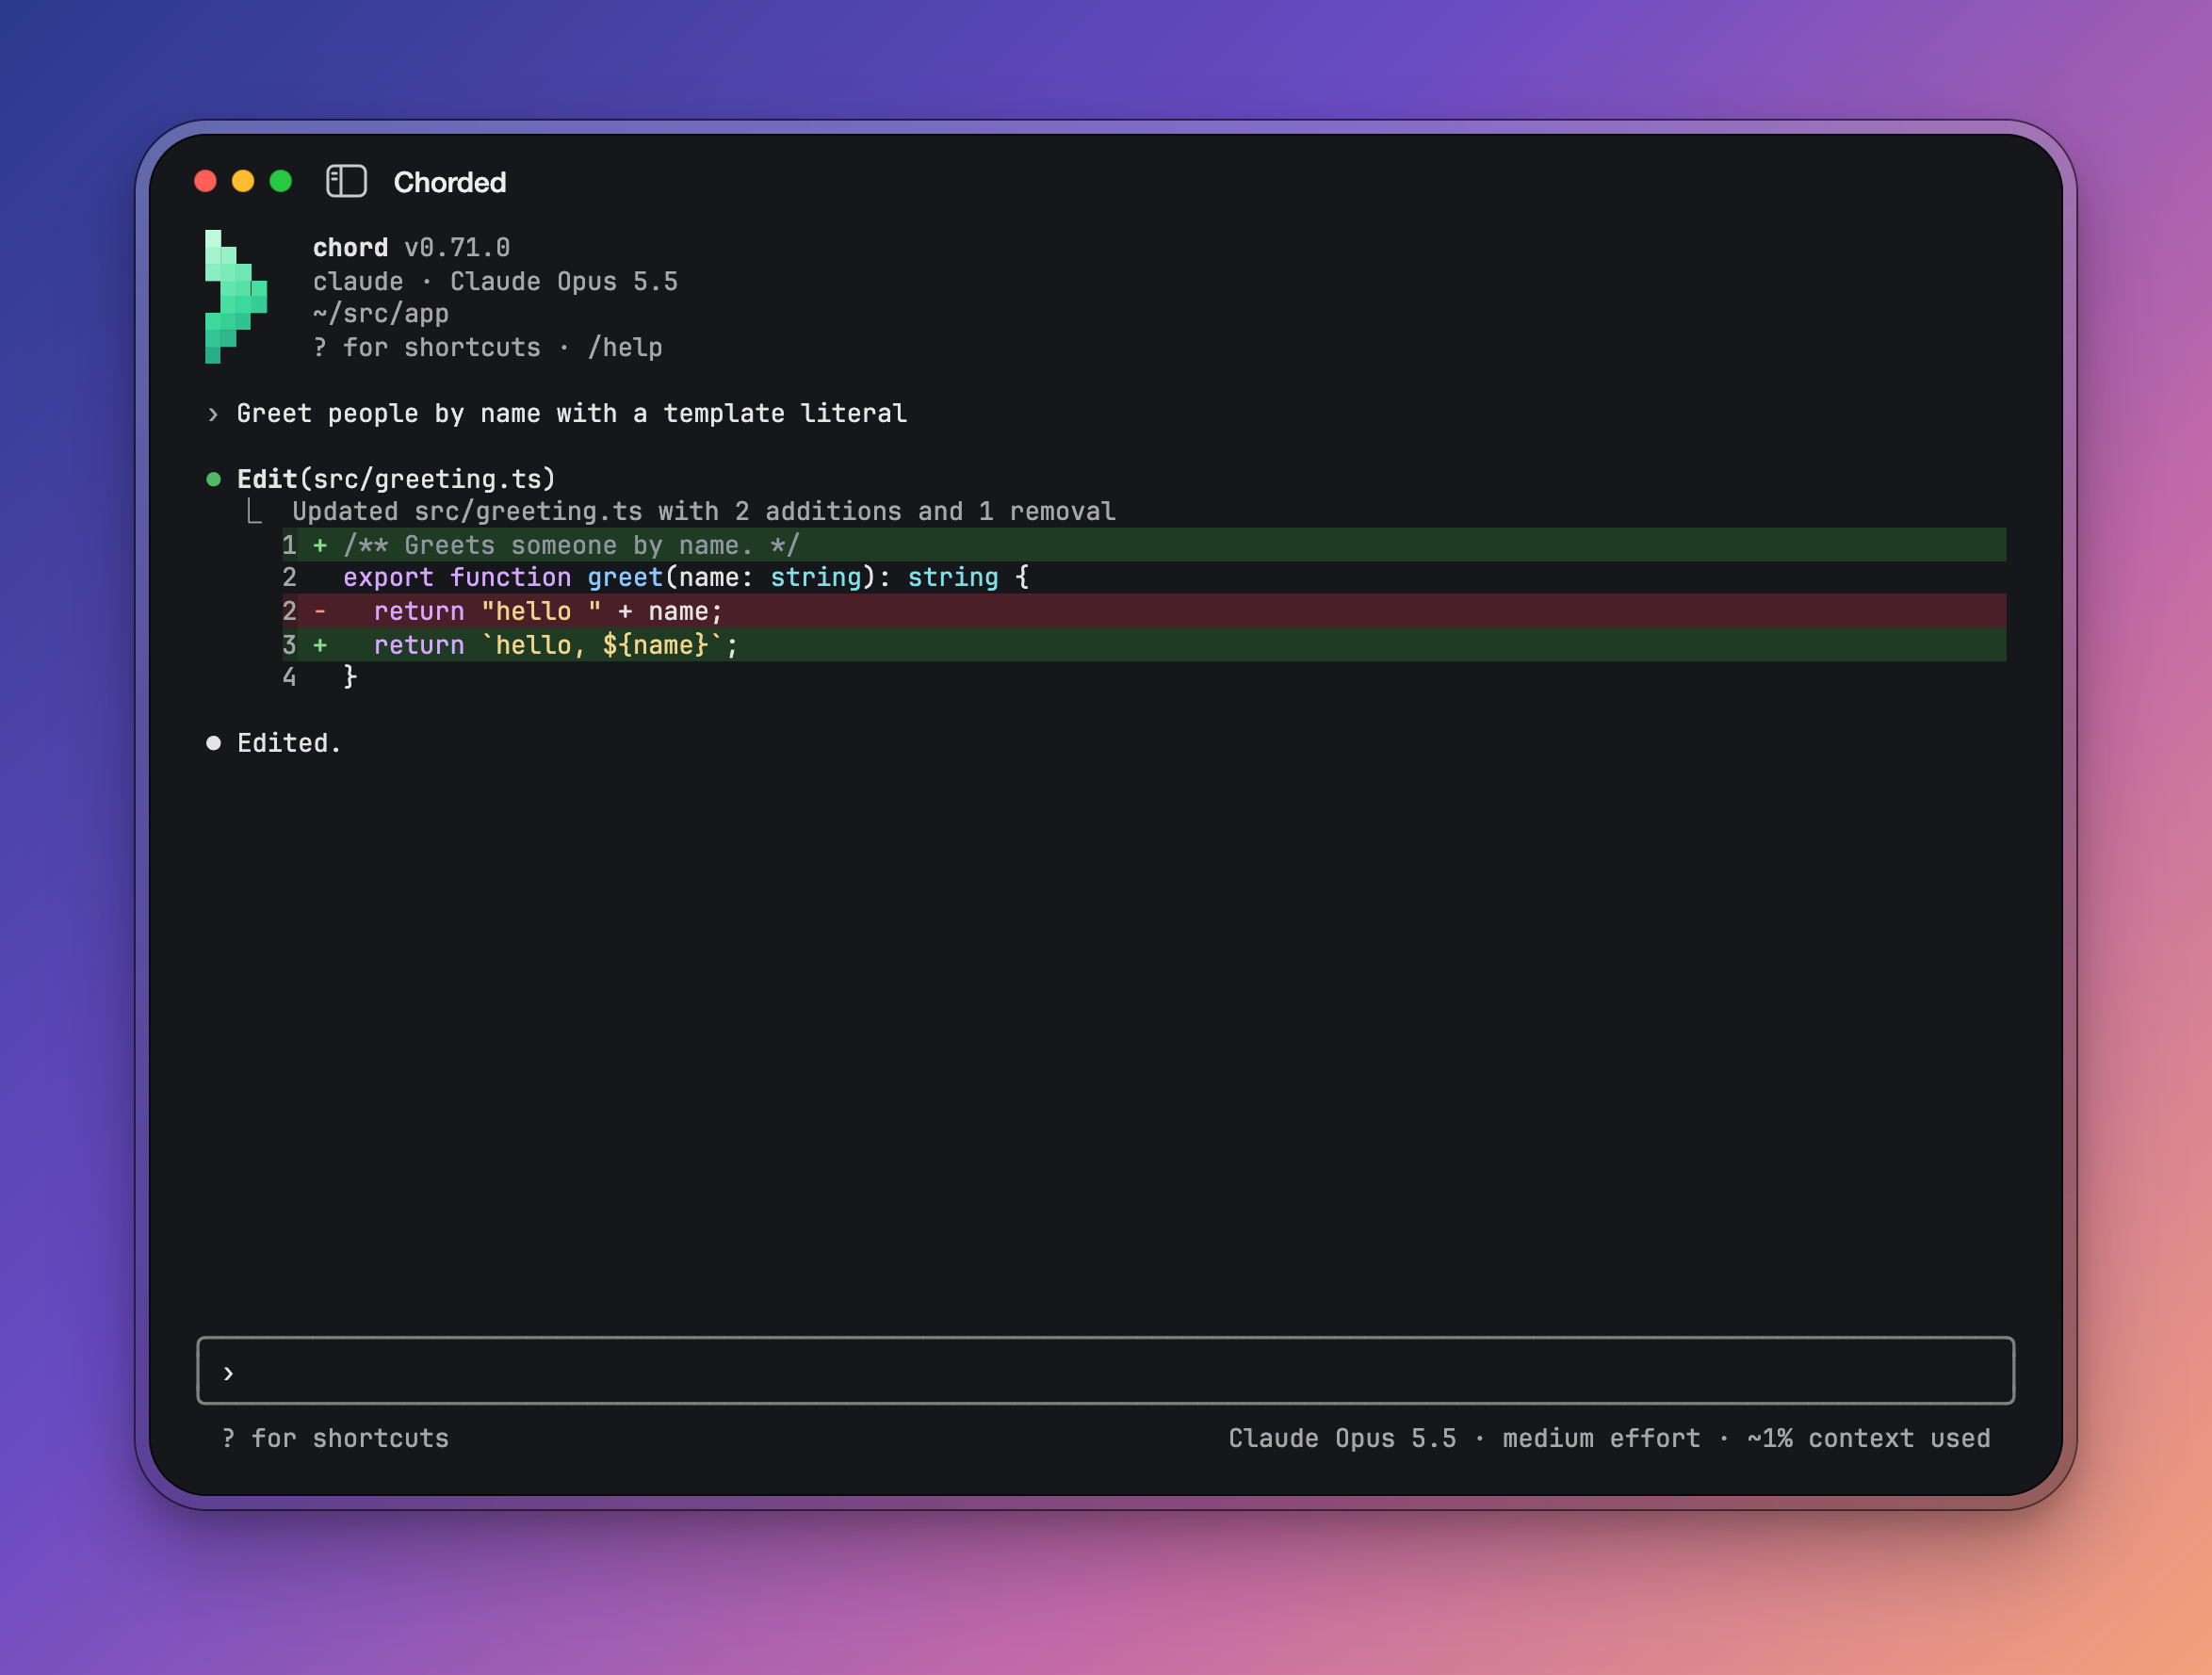 Chorded
chord v0.71.0
claude · Claude Opus 5.5
~/src/app
? for shortcuts · /help
› Greet people by name with a template literal
● Edit(src/greeting.ts)
⎿ Updated src/greeting.ts with 2 additions and 1 removal
1 + /** Greets someone by name. */
2   export function greet(name: string): string {
2 -   return "hello " + name;
3 +   return `hello, ${name}`;
4   }
● Edited.
›
? for shortcuts
Claude Opus 5.5 · medium effort · ~1% context used